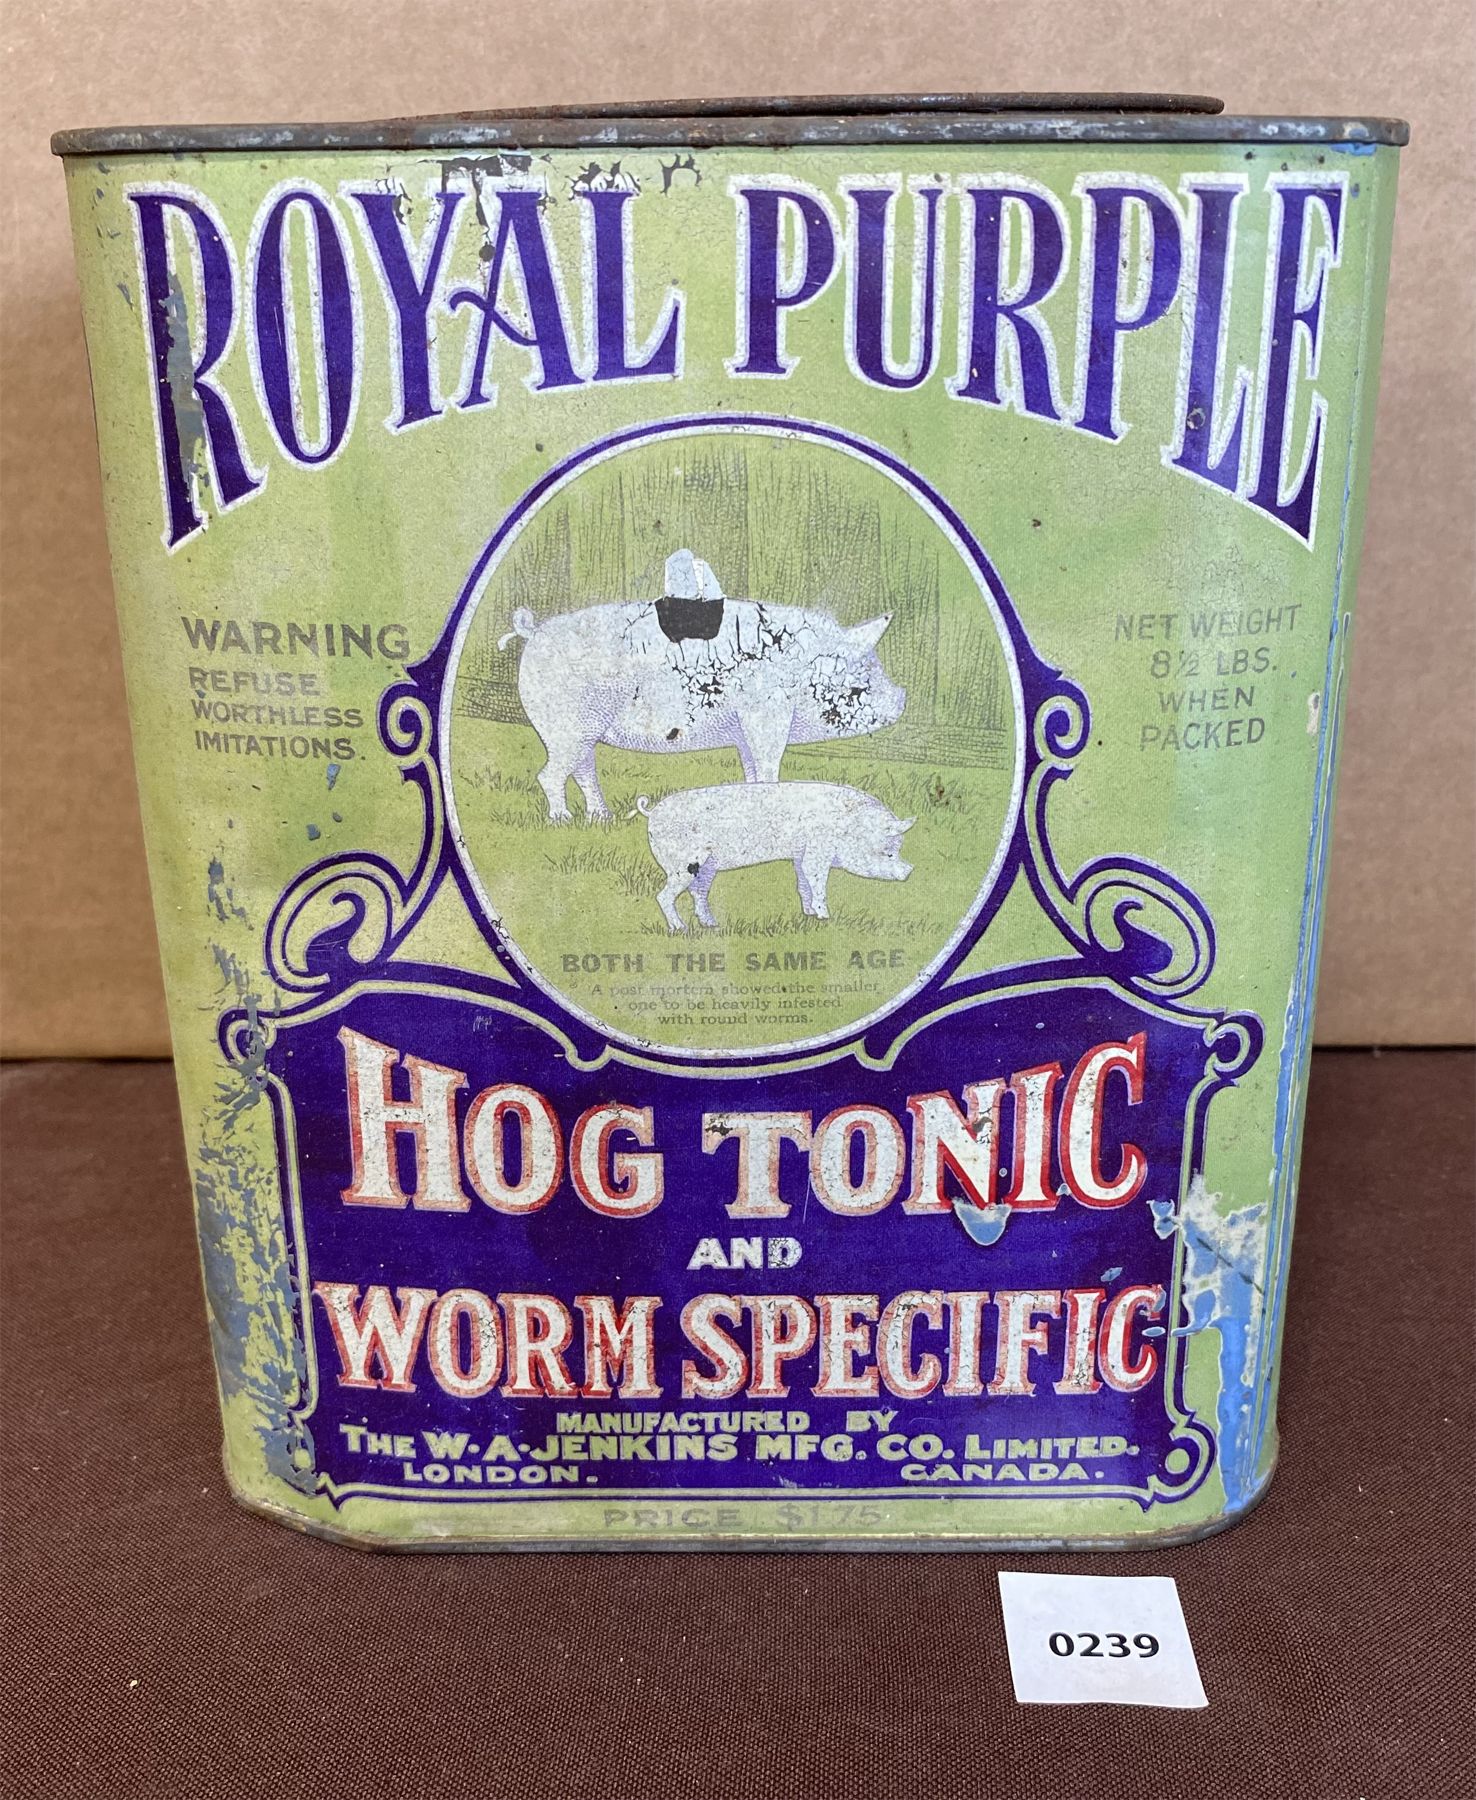 ROYAL PURPLE
WARNING
REFUSE
WORTHLESS
IMITATIONS.
NET WEIGHT
8½ LBS.
WHEN
PACKED
BOTH THE SAME AGE
A post mortem showed the smaller
one to be heavily infested
with round worms.
HOG TONIC
AND
WORM SPECIFIC
MANUFACTURED BY
THE W.A.JENKINS MFG. CO. LIMITED.
LONDON. CANADA.
PRICE $1.75
0239